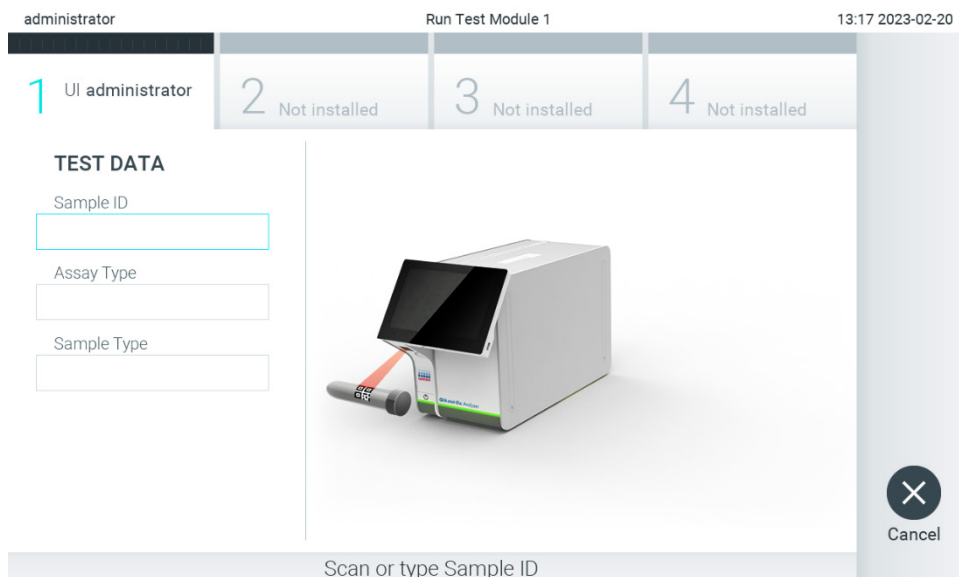 administrator
Run Test Module 1
13:17 2023-02-20
1 UI administrator
2 Not installed
3 Not installed
4 Not installed
TEST DATA
Sample ID
Assay Type
Sample Type
Cancel
Scan or type Sample ID